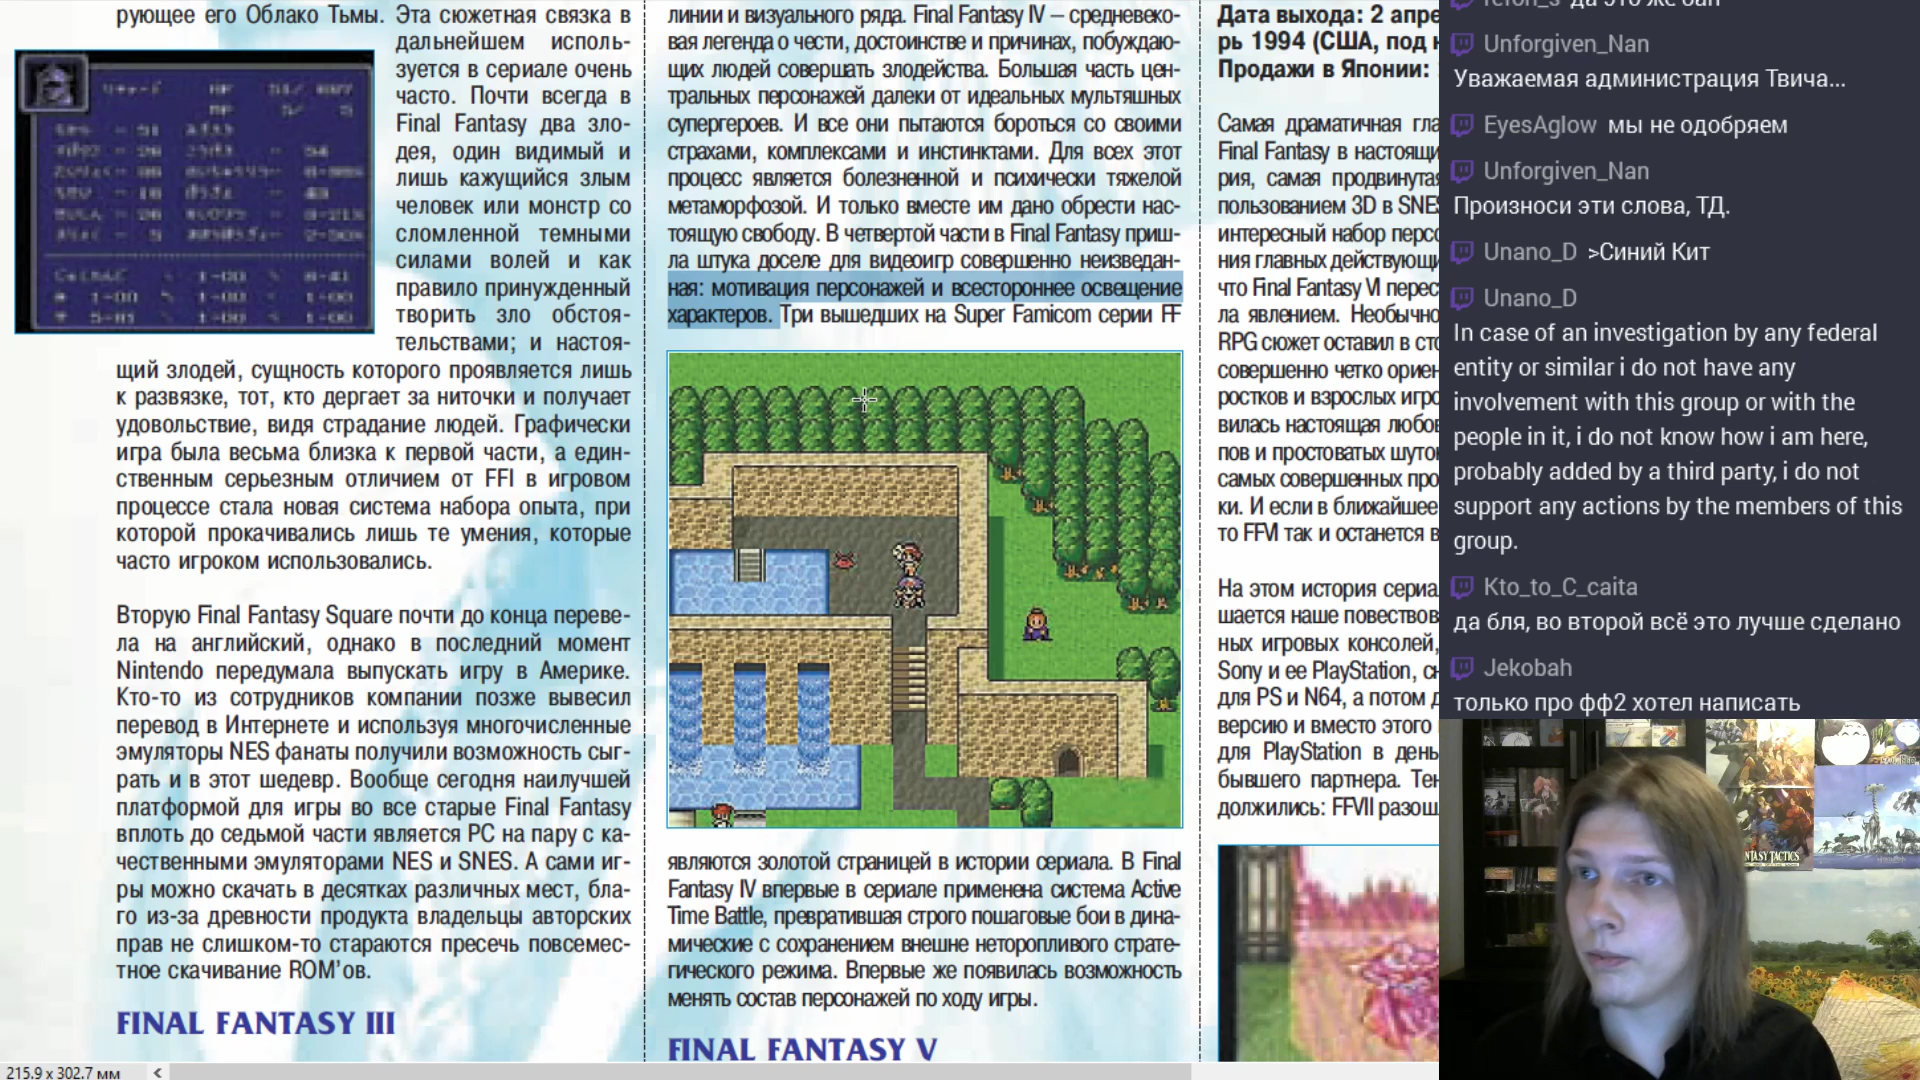 рующее его Облако Тьмы. Эта сюжетная связка в
дальнейшем исполь-
зуется в сериале очень
часто. Почти всегда в
Final Fantasy два зло-
дея, один видимый и
лишь кажущийся злым
человек или монстр со
сломленной темными
силами волей и как
правило принужденный
творить зло обстоя-
тельствами; и настоя-
щий злодей, сущность которого проявляется лишь
к развязке, тот, кто дергает за ниточки и получает
удовольствие, видя страдание людей. Графически
игра была весьма близка к первой части, а един-
ственным серьезным отличием от FFI в игровом
процессе стала новая система набора опыта, при
которой прокачивались лишь те умения, которые
часто игроком использовались.
Вторую Final Fantasy Square почти до конца переве-
ла на английский, однако в последний момент
Nintendo передумала выпускать игру в Америке.
Кто-то из сотрудников компании позже вывесил
перевод в Интернете и используя многочисленные
эмуляторы NES фанаты получили возможность сыг-
рать и в этот шедевр. Вообще сегодня наилучшей
платформой для игры во все старые Final Fantasy
вплоть до седьмой части является PC на пару с ка-
чественными эмуляторами NES и SNES. А сами иг-
ры можно скачать в десятках различных мест, бла-
го из-за древности продукта владельцы авторских
прав не слишком-то стараются пресечь повсемес-
тное скачивание ROM'ов.
FINAL FANTASY III
линии и визуального ряда. Final Fantasy IV – средневеко-
вая легенда о чести, достоинстве и причинах, побуждаю-
щих людей совершать злодейства. Большая часть цен-
тральных персонажей далеки от идеальных мультяшных
супергероев. И все они пытаются бороться со своими
страхами, комплексами и инстинктами. Для всех этот
процесс является болезненной и психически тяжелой
метаморфозой. И только вместе им дано обрести нас-
тоящую свободу. В четвертой части в Final Fantasy приш-
ла штука доселе для видеоигр совершенно неизведан-
ная: мотивация персонажей и всестороннее освещение
характеров. Три вышедших на Super Famicom серии FF
являются золотой страницей в истории сериала. В Final
Fantasy IV впервые в сериале применена система Active
Time Battle, превратившая строго пошаговые бои в дина-
мические с сохранением внешне неторопливого страте-
гического режима. Впервые же появилась возможность
менять состав персонажей по ходу игры.
FINAL FANTASY V
Дата выхода: 2 апре
рь 1994 (США, под н
Продажи в Японии:
Самая драматичная гла
Final Fantasy в настоящи
рия, самая продвинутая
пользованием 3D в SNES
интересный набор персо
ния главных действующи
что Final Fantasy VI перес
ла явлением. Необычно
RPG сюжет оставил в сто
совершенно четко ориен
ростков и взрослых игро
вилась настоящая любов
пов и простоватых шуто
самых совершенных про
ки. И если в ближайшее
то FFVI так и останется в
На этом история сериал
шается наше повествов
ных игровых консолей,
Sony и ее PlayStation, сн
для PS и N64, а потом д
версию и вместо этого
для PlayStation в день
бывшего партнера. Тен
должились: FFVII разош
да это же бан
Unforgiven_Nan
Уважаемая администрация Твича...
EyesAglow мы не одобряем
Unforgiven_Nan
Произноси эти слова, ТД.
Unano_D >Синий Кит
Unano_D
In case of an investigation by any federal
entity or similar i do not have any
involvement with this group or with the
people in it, i do not know how i am here,
probably added by a third party, i do not
support any actions by the members of this
group.
Kto_to_C_caita
да бля, во второй всё это лучше сделано
Jekobah
только про фф2 хотел написать
215.9 x 302.7 мм